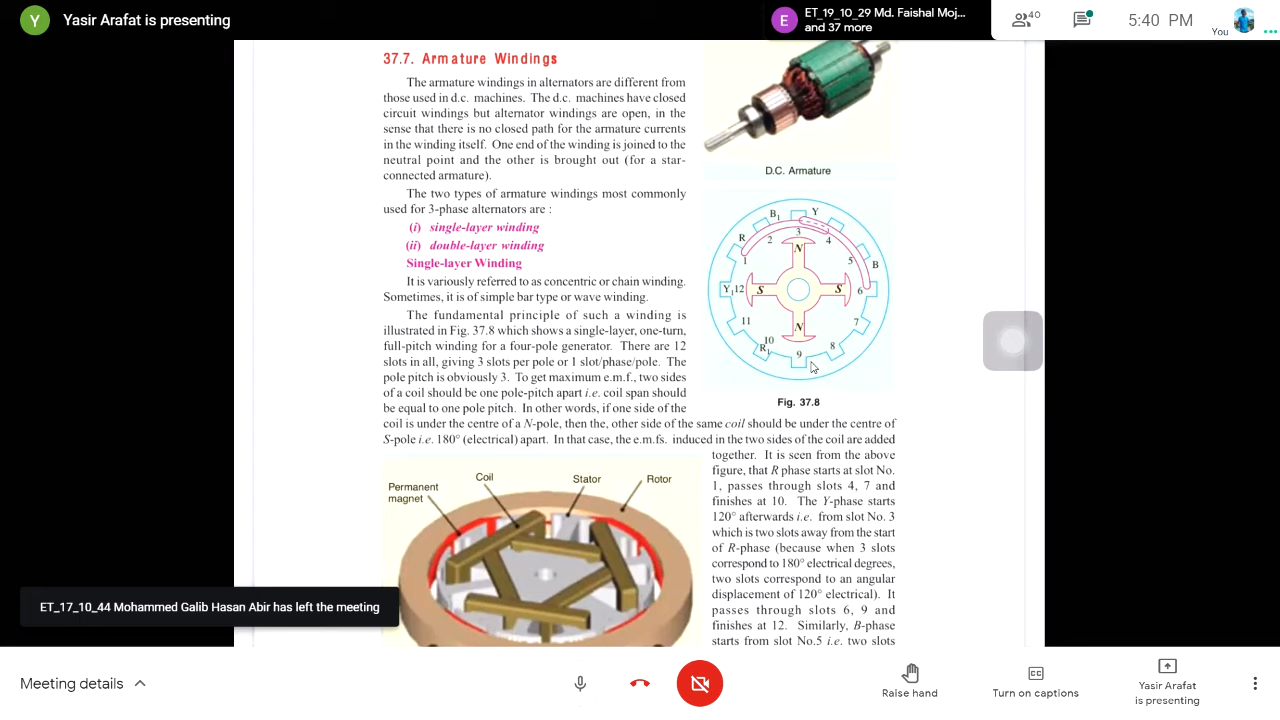 Y Yasir Arafat is presenting
E ET_19_10_29 Md. Faishal Moj...
and 37 more
40
5:40 PM
You
37.7. Armature Windings
The armature windings in alternators are different from
those used in d.c. machines. The d.c. machines have closed
circuit windings but alternator windings are open, in the
sense that there is no closed path for the armature currents
in the winding itself. One end of the winding is joined to the
neutral point and the other is brought out (for a star-
connected armature).
The two types of armature windings most commonly
used for 3-phase alternators are :
(i) single-layer winding
(ii) double-layer winding
Single-layer Winding
It is variously referred to as concentric or chain winding.
Sometimes, it is of simple bar type or wave winding.
The fundamental principle of such a winding is
illustrated in Fig. 37.8 which shows a single-layer, one-turn,
full-pitch winding for a four-pole generator. There are 12
slots in all, giving 3 slots per pole or 1 slot/phase/pole. The
pole pitch is obviously 3. To get maximum e.m.f., two sides
of a coil should be one pole-pitch apart i.e. coil span should
be equal to one pole pitch. In other words, if one side of the
coil is under the centre of a N-pole, then the, other side of the same coil should be under the centre of
S-pole i.e. 180° (electrical) apart. In that case, the e.m.fs. induced in the two sides of the coil are added
together. It is seen from the above
figure, that R phase starts at slot No.
1, passes through slots 4, 7 and
finishes at 10. The Y-phase starts
120° afterwards i.e. from slot No. 3
which is two slots away from the start
of R-phase (because when 3 slots
correspond to 180° electrical degrees,
two slots correspond to an angular
displacement of 120° electrical). It
passes through slots 6, 9 and
finishes at 12. Similarly, B-phase
starts from slot No.5 i.e. two slots
D.C. Armature
B₁ Y
R 2 3 4
N
1 5 B
Y₁ 12 S S 6
11 N 7
R₁ 10 9 8
Fig. 37.8
Permanent
magnet
Coil
Stator
Rotor
ET_17_10_44 Mohammed Galib Hasan Abir has left the meeting
Meeting details
Raise hand
CC
Turn on captions
Yasir Arafat
is presenting